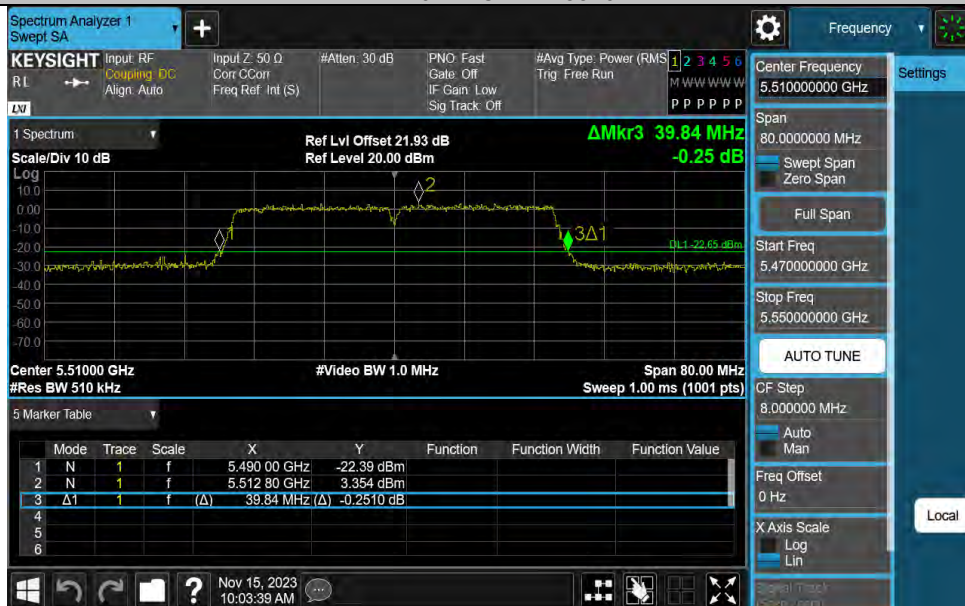 Spectrum Analyzer 1
Swept SA
+
Frequency
KEYSIGHT
RL
LXI
Input: RF
Coupling: DC
Align: Auto
Input Z: 50 Ω
Corr CCorr
Freq Ref: Int (S)
#Atten: 30 dB
PNO: Fast
Gate: Off
IF Gain: Low
Sig Track: Off
#Avg Type: Power (RMS
Trig: Free Run
1 2 3 4 5 6
M W W W W W
P P P P P P
1 Spectrum
Scale/Div 10 dB
Ref Lvl Offset 21.93 dB
Ref Level 20.00 dBm
ΔMkr3 39.84 MHz
-0.25 dB
Log
10.0
0.00
-10.0
-20.0
-30.0
-40.0
-50.0
-60.0
-70.0
1
2
3Δ1
DL1 -22.65 dBm
Center 5.51000 GHz
#Res BW 510 kHz
#Video BW 1.0 MHz
Span 80.00 MHz
Sweep 1.00 ms (1001 pts)
5 Marker Table
Mode Trace Scale X Y Function Function Width Function Value
1 N 1 f 5.490 00 GHz -22.39 dBm
2 N 1 f 5.512 80 GHz 3.354 dBm
3 Δ1 1 f (Δ) 39.84 MHz (Δ) -0.2510 dB
4
5
6
?
Nov 15, 2023
10:03:39 AM
Center Frequency
5.510000000 GHz
Span
80.0000000 MHz
Swept Span
Zero Span
Full Span
Start Freq
5.470000000 GHz
Stop Freq
5.550000000 GHz
AUTO TUNE
CF Step
8.000000 MHz
Auto
Man
Freq Offset
0 Hz
X Axis Scale
Log
Lin
Signal Track
Settings
Local